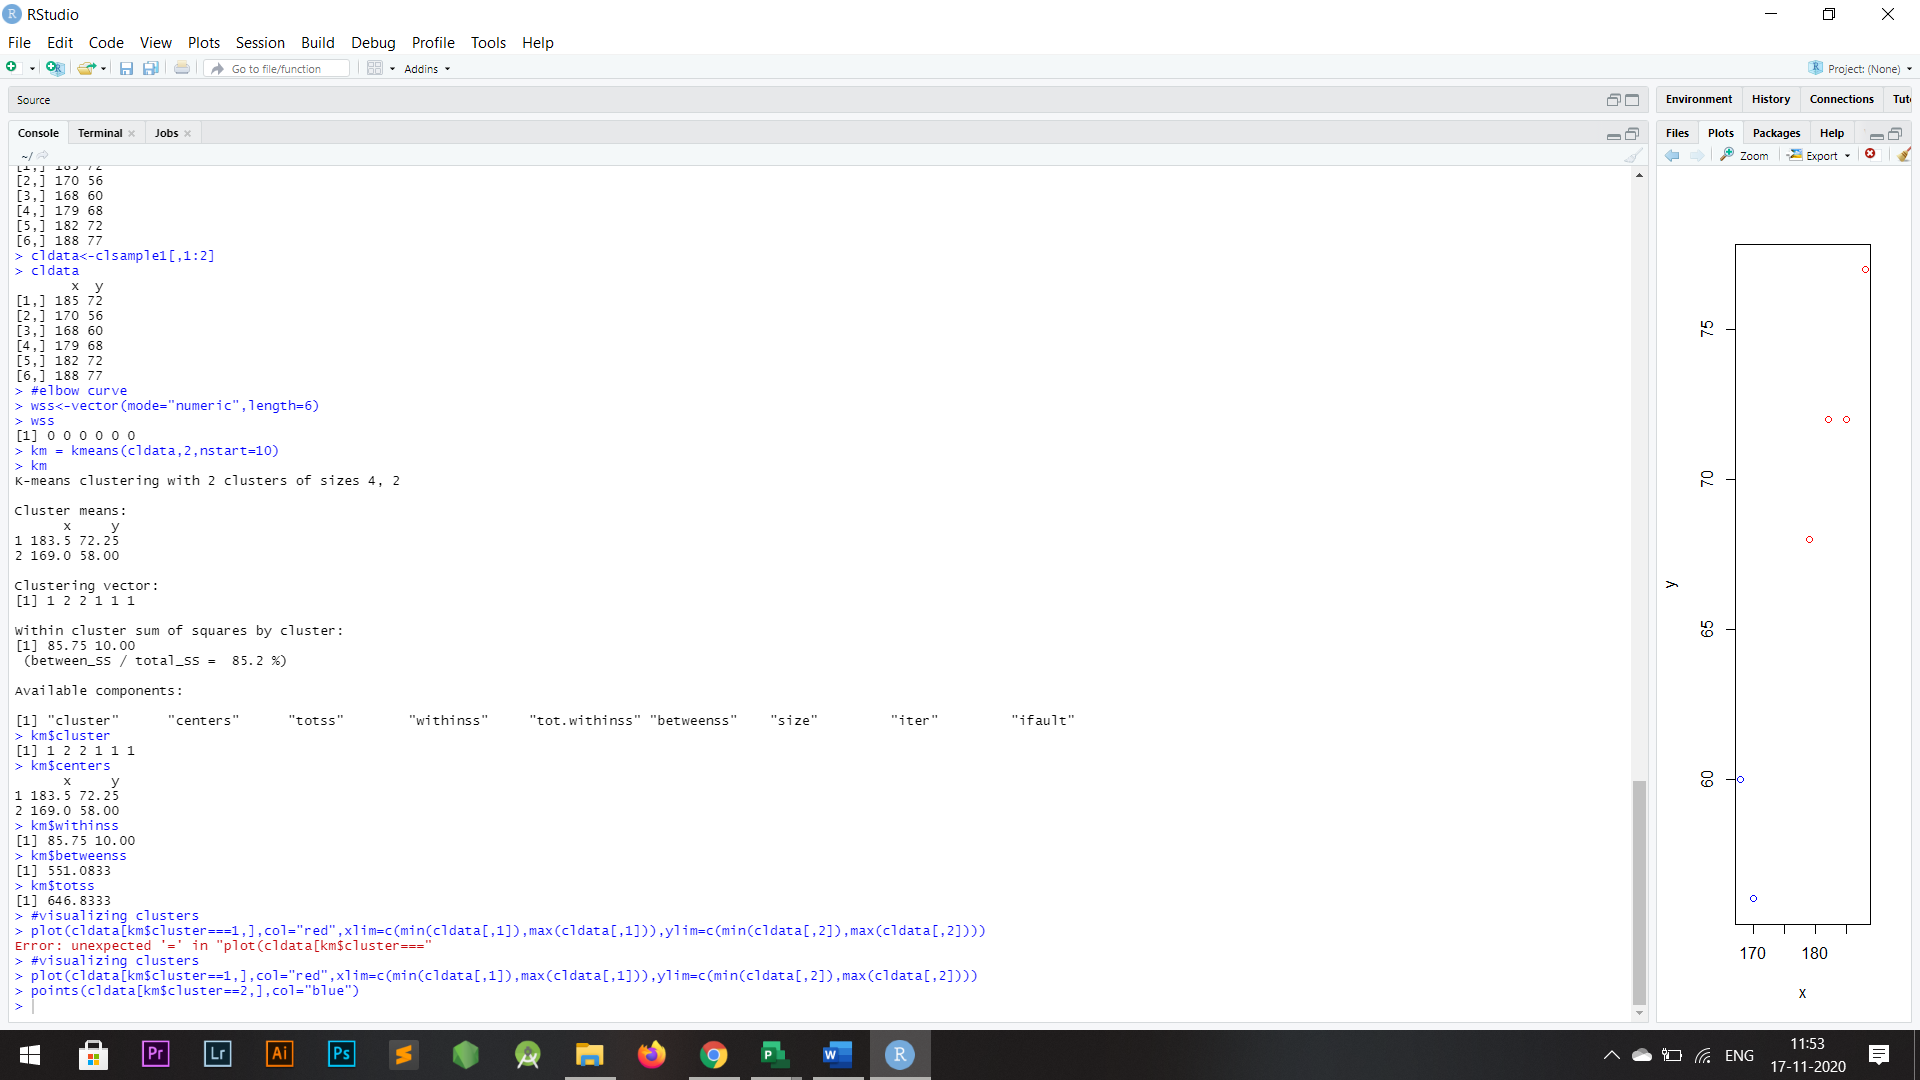 RStudio
File Edit Code View Plots Session Build Debug Profile Tools Help
Go to file/function Addins Project: (None)
Source
Environment History Connections Tut
Console Terminal Jobs
Files Plots Packages Help
~/
Zoom Export
[1,] 185 72
[2,] 170 56
[3,] 168 60
[4,] 179 68
[5,] 182 72
[6,] 188 77
> cldata<-clsample1[,1:2]
> cldata
x y
[1,] 185 72
[2,] 170 56
[3,] 168 60
[4,] 179 68
[5,] 182 72
[6,] 188 77
> #elbow curve
> wss<-vector(mode="numeric",length=6)
> wss
[1] 0 0 0 0 0 0
> km = kmeans(cldata,2,nstart=10)
> km
K-means clustering with 2 clusters of sizes 4, 2
Cluster means:
x y
1 183.5 72.25
2 169.0 58.00
Clustering vector:
[1] 1 2 2 1 1 1
Within cluster sum of squares by cluster:
[1] 85.75 10.00
(between_SS / total_SS = 85.2 %)
Available components:
[1] "cluster" "centers" "totss" "withinss" "tot.withinss" "betweenss" "size" "iter" "ifault"
> km$cluster
[1] 1 2 2 1 1 1
> km$centers
x y
1 183.5 72.25
2 169.0 58.00
> km$withinss
[1] 85.75 10.00
> km$betweenss
[1] 551.0833
> km$totss
[1] 646.8333
> #visualizing clusters
> plot(cldata[km$cluster===1,],col="red",xlim=c(min(cldata[,1]),max(cldata[,1])),ylim=c(min(cldata[,2]),max(cldata[,2])))
Error: unexpected '=' in "plot(cldata[km$cluster==="
> #visualizing clusters
> plot(cldata[km$cluster==1,],col="red",xlim=c(min(cldata[,1]),max(cldata[,1])),ylim=c(min(cldata[,2]),max(cldata[,2])))
> points(cldata[km$cluster==2,],col="blue")
>
75
70
65
60
y
170 180
x
Pr Lr Ai Ps P W R
ENG
11:53
17-11-2020